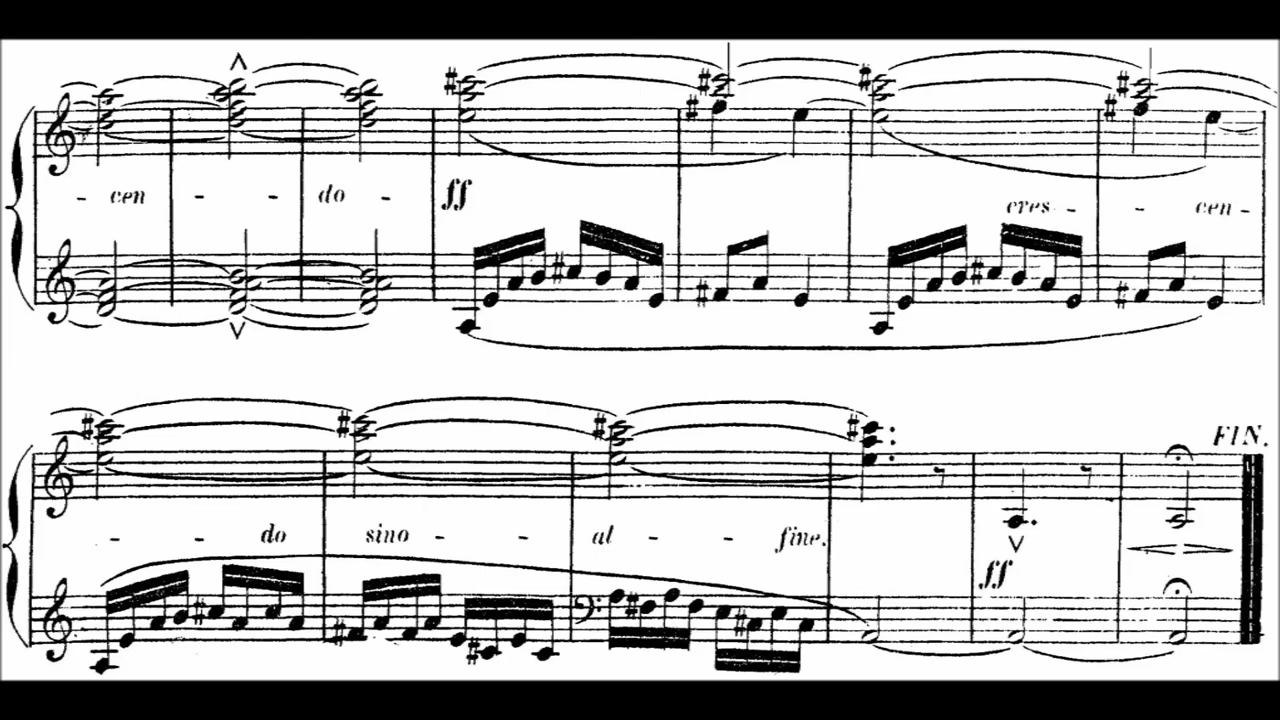 - cen - - do - ff cres - - cen -
FIN.
- - do sino - - al - - fine.
ff